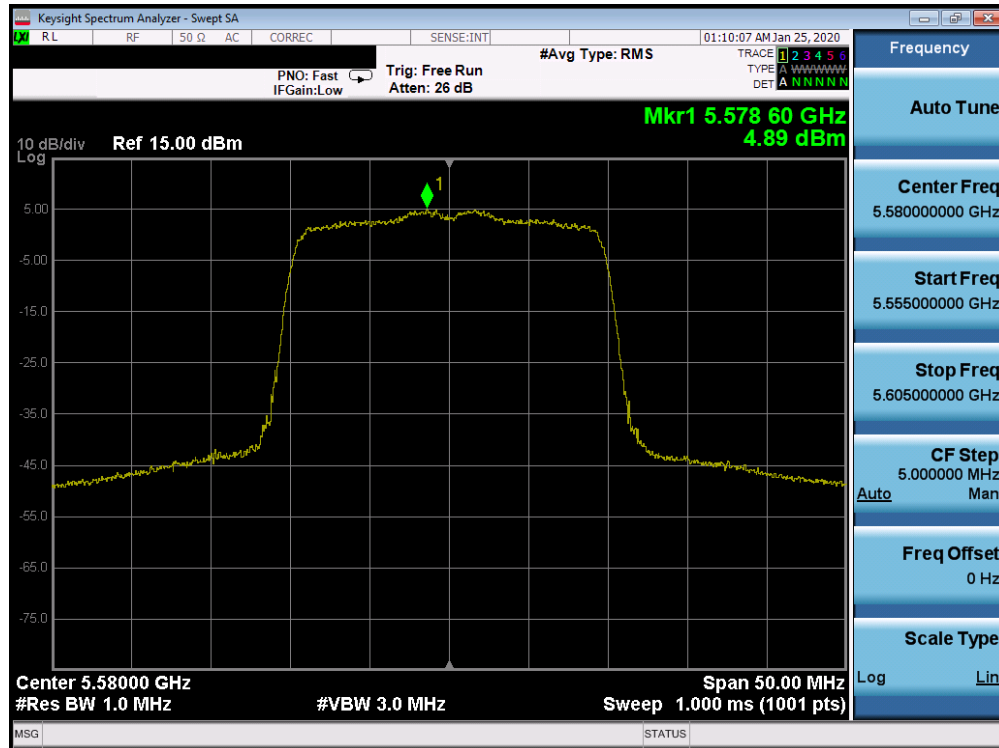 Keysight Spectrum Analyzer - Swept SA
LXI RL RF 50 Ω AC CORREC SENSE:INT 01:10:07 AM Jan 25, 2020
#Avg Type: RMS TRACE 1 2 3 4 5 6
PNO: Fast Trig: Free Run TYPE A WWWWW
IFGain:Low Atten: 26 dB DET A N N N N N
Mkr1 5.578 60 GHz
4.89 dBm
10 dB/div Ref 15.00 dBm
Log
1
5.00
-5.00
-15.0
-25.0
-35.0
-45.0
-55.0
-65.0
-75.0
Center 5.58000 GHz Span 50.00 MHz
#Res BW 1.0 MHz #VBW 3.0 MHz Sweep 1.000 ms (1001 pts)
MSG STATUS
Frequency
Auto Tune
Center Freq
5.580000000 GHz
Start Freq
5.555000000 GHz
Stop Freq
5.605000000 GHz
CF Step
5.000000 MHz
Auto Man
Freq Offset
0 Hz
Scale Type
Log Lin